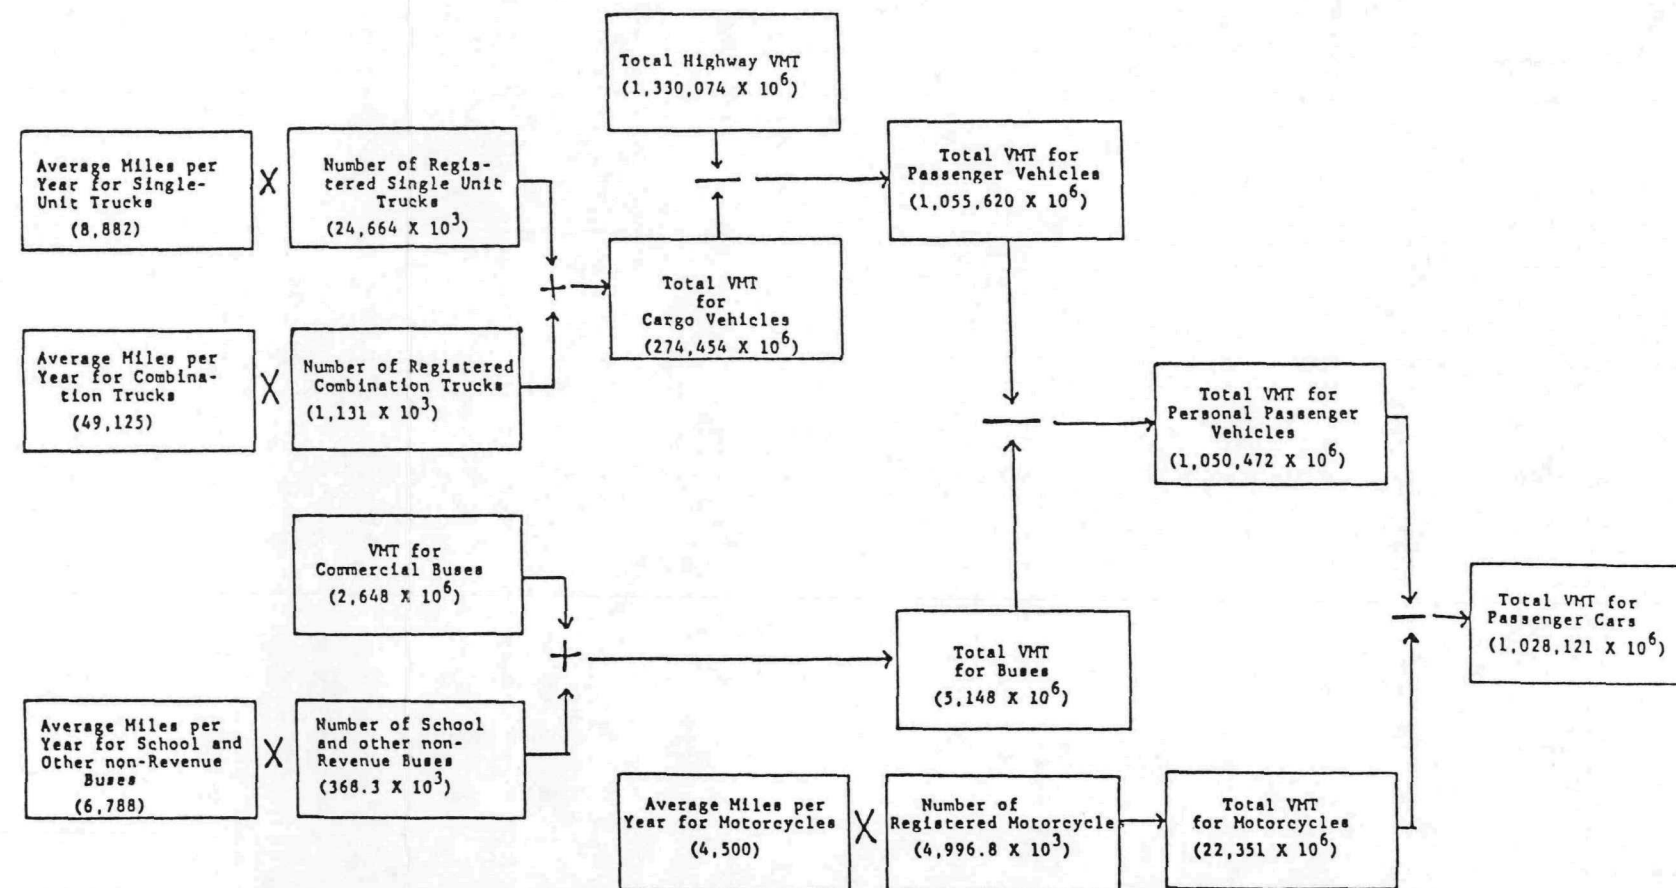 Total Highway VMT
(1,330,074 X 10^6)
Average Miles per
Year for Single-
Unit Trucks
(8,882)
X
Number of Regis-
tered Single Unit
Trucks
(24,664 X 10^3)
Total VMT for
Passenger Vehicles
(1,055,620 X 10^6)
+
Total VMT
for
Cargo Vehicles
(274,454 X 10^6)
—
Average Miles per
Year for Combina-
tion Trucks
(49,125)
X
Number of Registered
Combination Trucks
(1,131 X 10^3)
—
Total VMT for
Personal Passenger
Vehicles
(1,050,472 X 10^6)
VMT for
Commercial Buses
(2,648 X 10^6)
+
Total VMT
for Buses
(5,148 X 10^6)
—
Total VMT for
Passenger Cars
(1,028,121 X 10^6)
Average Miles per
Year for School and
Other non-Revenue
Buses
(6,788)
X
Number of School
and other non-
Revenue Buses
(368.3 X 10^3)
Average Miles per
Year for Motorcycles
(4,500)
X
Number of
Registered Motorcycle
(4,996.8 X 10^3)
Total VMT
for Motorcycles
(22,351 X 10^6)